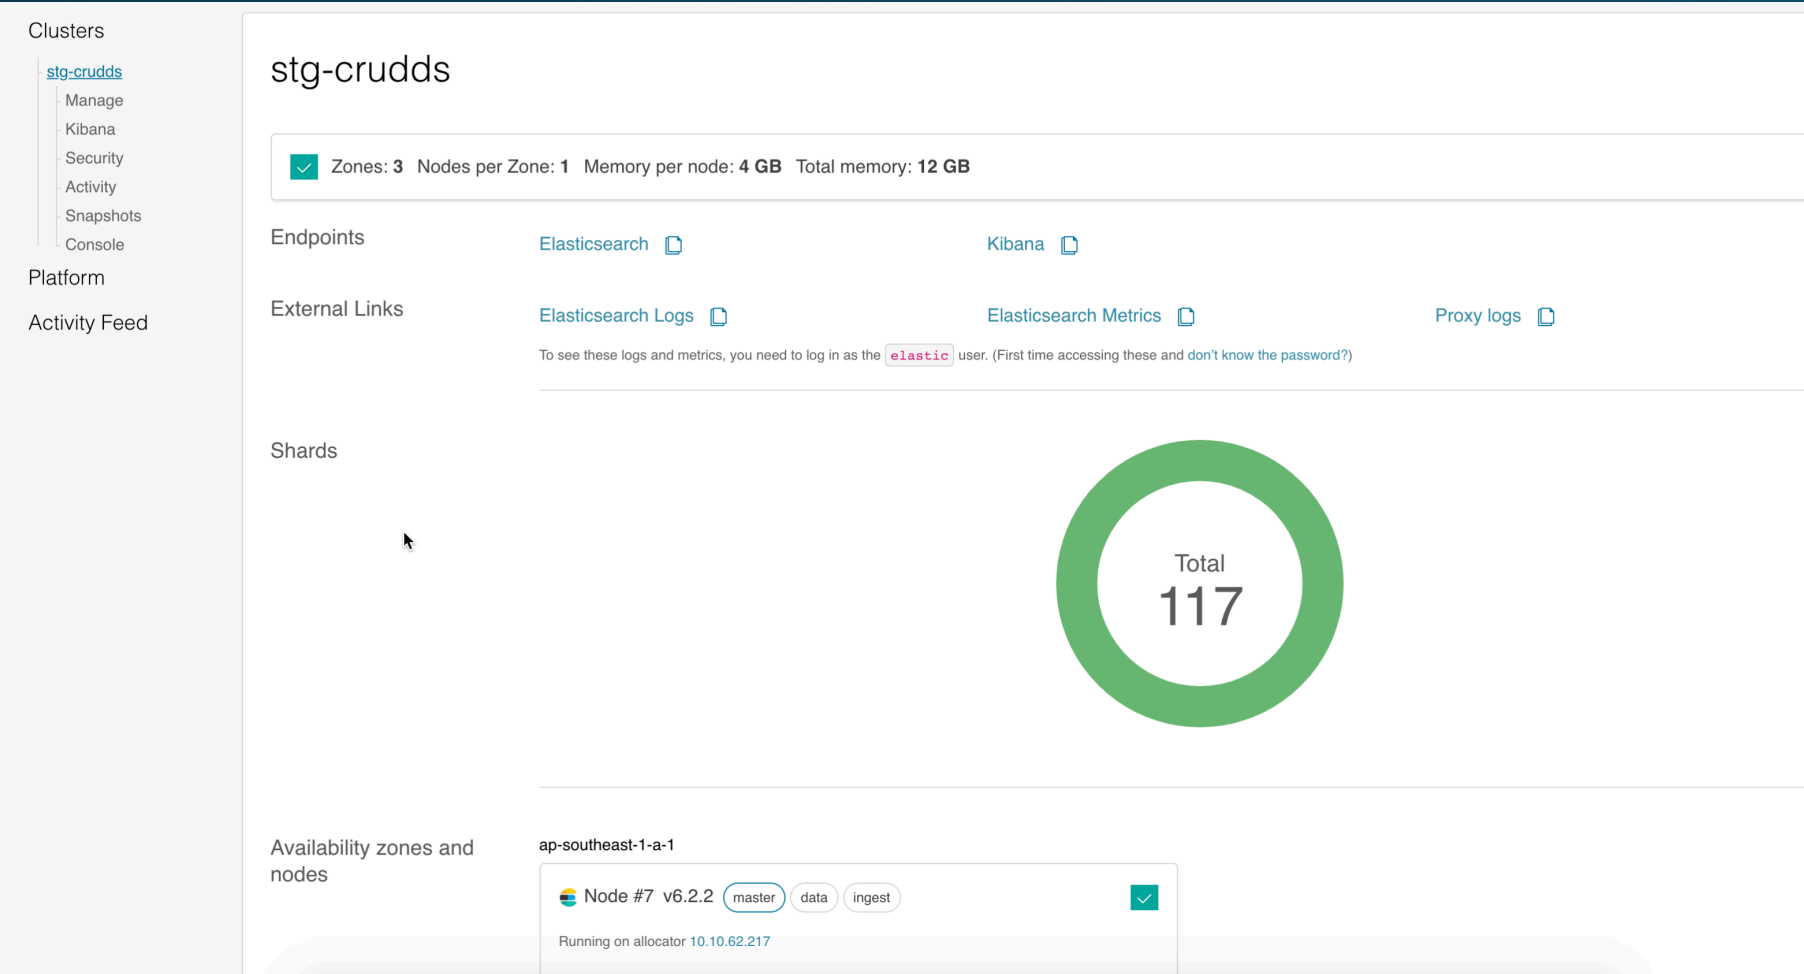 Clusters
stg-crudds
Manage
Kibana
Security
Activity
Snapshots
Console
Platform
Activity Feed
stg-crudds
Zones: 3 Nodes per Zone: 1 Memory per node: 4 GB Total memory: 12 GB
Endpoints
Elasticsearch
Kibana
External Links
Elasticsearch Logs
Elasticsearch Metrics
Proxy logs
To see these logs and metrics, you need to log in as the elastic user. (First time accessing these and don't know the password?)
Shards
Total
117
Availability zones and
nodes
ap-southeast-1-a-1
Node #7 v6.2.2 master data ingest
Running on allocator 10.10.62.217